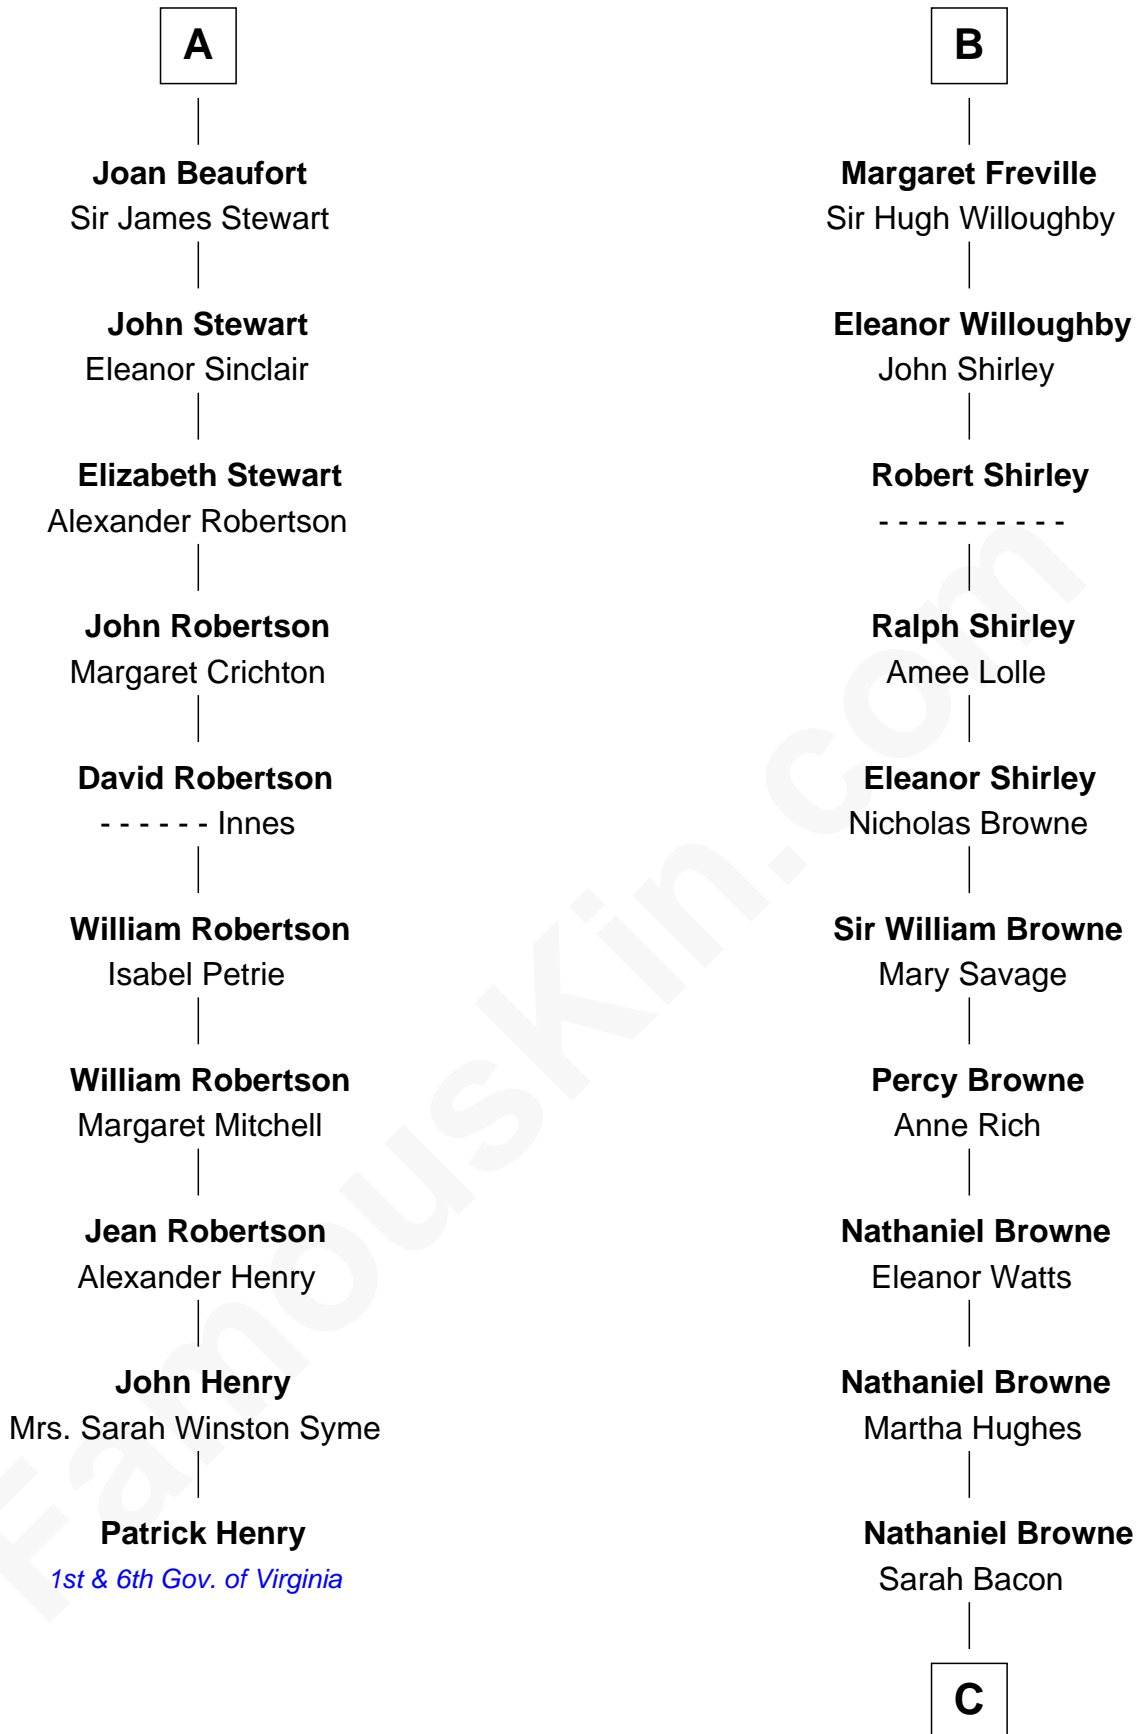 A
Joan Beaufort
Sir James Stewart
John Stewart
Eleanor Sinclair
Elizabeth Stewart
Alexander Robertson
John Robertson
Margaret Crichton
David Robertson
- - - - - - Innes
William Robertson
Isabel Petrie
William Robertson
Margaret Mitchell
Jean Robertson
Alexander Henry
John Henry
Mrs. Sarah Winston Syme
Patrick Henry
1st & 6th Gov. of Virginia
B
Margaret Freville
Sir Hugh Willoughby
Eleanor Willoughby
John Shirley
Robert Shirley
- - - - - - - - - -
Ralph Shirley
Amee Lolle
Eleanor Shirley
Nicholas Browne
Sir William Browne
Mary Savage
Percy Browne
Anne Rich
Nathaniel Browne
Eleanor Watts
Nathaniel Browne
Martha Hughes
Nathaniel Browne
Sarah Bacon
C
FamousKin.com